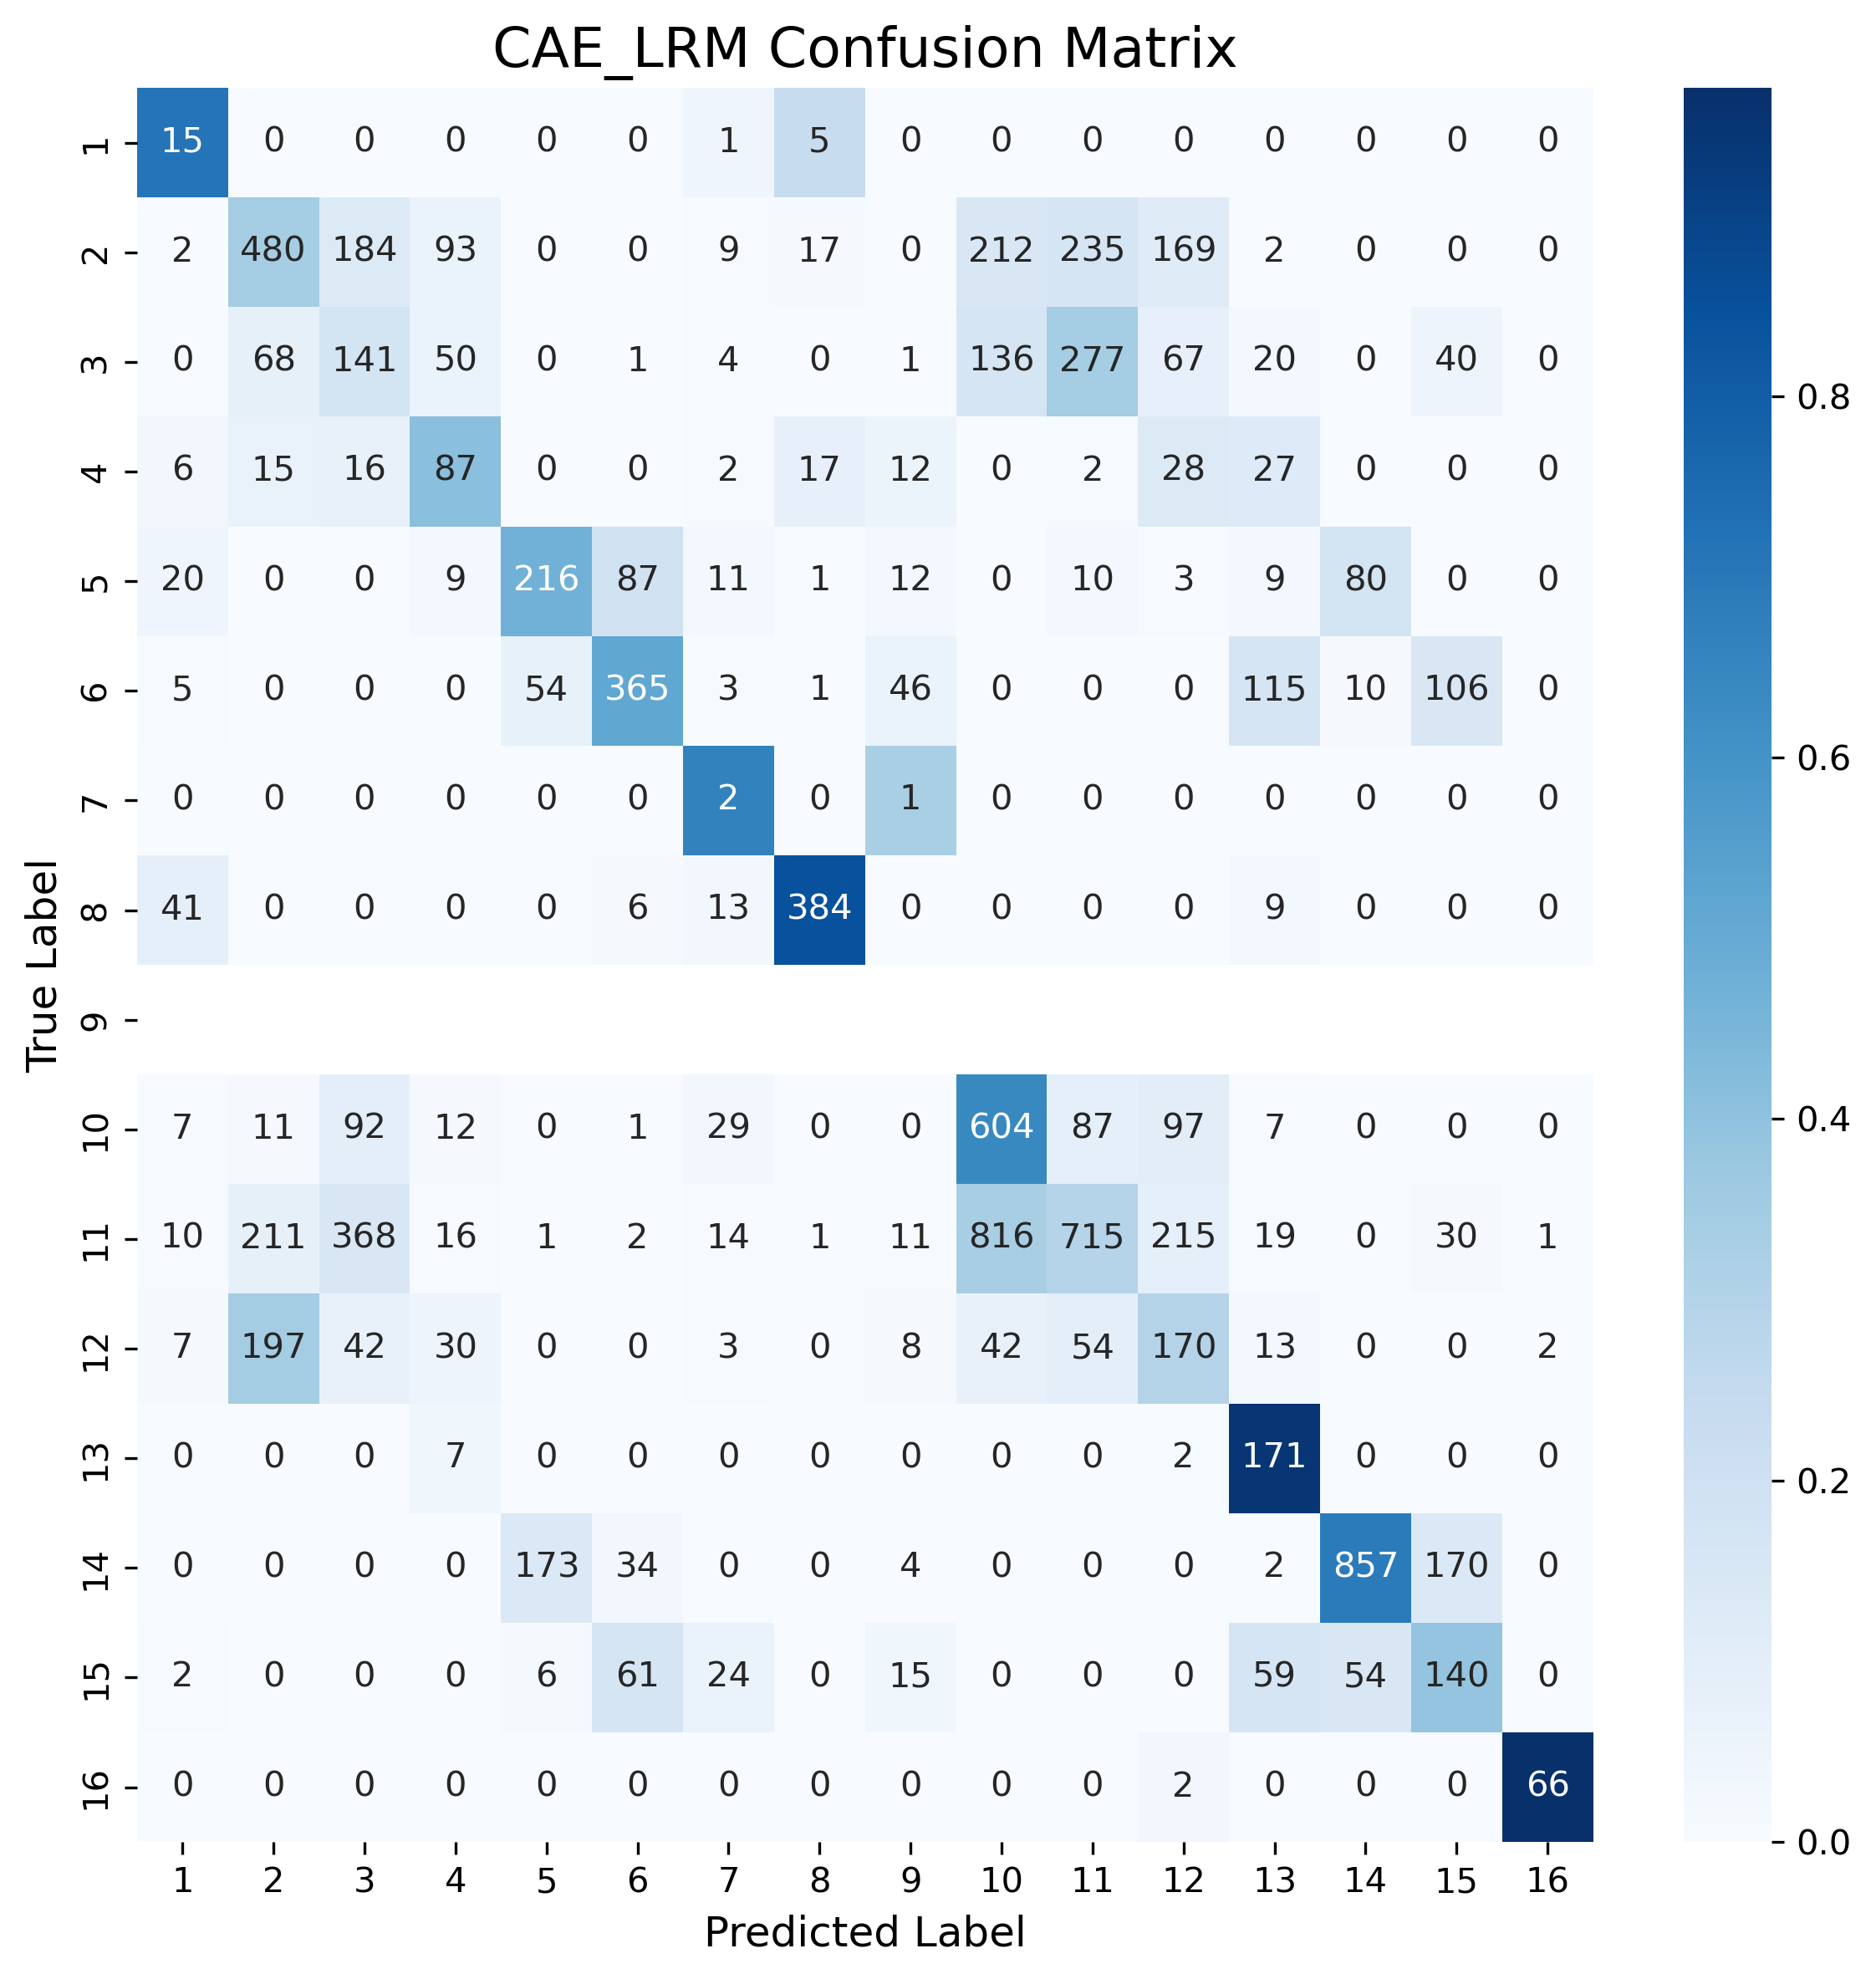 CAE_LRM Confusion Matrix
1 15 0 0 0 0 0 1 5 0 0 0 0 0 0 0 0
2 2 480 184 93 0 0 9 17 0 212 235 169 2 0 0 0
3 0 68 141 50 0 1 4 0 1 136 277 67 20 0 40 0
4 6 15 16 87 0 0 2 17 12 0 2 28 27 0 0 0
5 20 0 0 9 216 87 11 1 12 0 10 3 9 80 0 0
6 5 0 0 0 54 365 3 1 46 0 0 0 115 10 106 0
7 0 0 0 0 0 0 2 0 1 0 0 0 0 0 0 0
8 41 0 0 0 0 6 13 384 0 0 0 0 9 0 0 0
9
10 7 11 92 12 0 1 29 0 0 604 87 97 7 0 0 0
11 10 211 368 16 1 2 14 1 11 816 715 215 19 0 30 1
12 7 197 42 30 0 0 3 0 8 42 54 170 13 0 0 2
13 0 0 0 7 0 0 0 0 0 0 0 2 171 0 0 0
14 0 0 0 0 173 34 0 0 4 0 0 0 2 857 170 0
15 2 0 0 0 6 61 24 0 15 0 0 0 59 54 140 0
16 0 0 0 0 0 0 0 0 0 0 0 2 0 0 0 66
1 2 3 4 5 6 7 8 9 10 11 12 13 14 15 16
Predicted Label
True Label
0.8
0.6
0.4
0.2
0.0